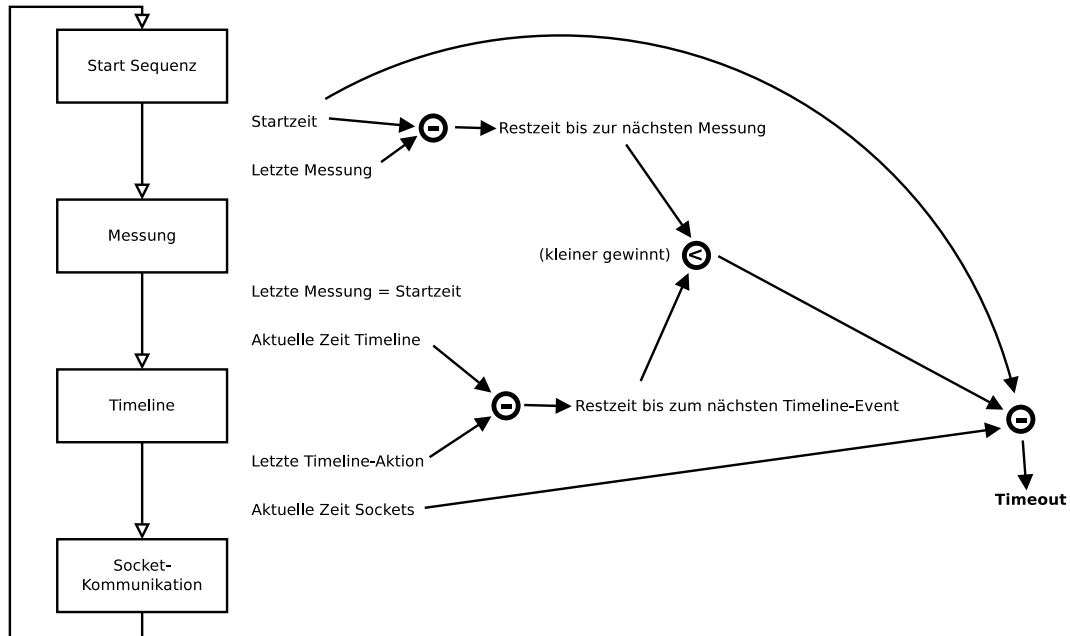 Start Sequenz
Startzeit
Restzeit bis zur nächsten Messung
Letzte Messung
Messung
(kleiner gewinnt)
<
Letzte Messung = Startzeit
Aktuelle Zeit Timeline
Timeline
Restzeit bis zum nächsten Timeline-Event
Letzte Timeline-Aktion
Aktuelle Zeit Sockets
Timeout
Socket-
Kommunikation